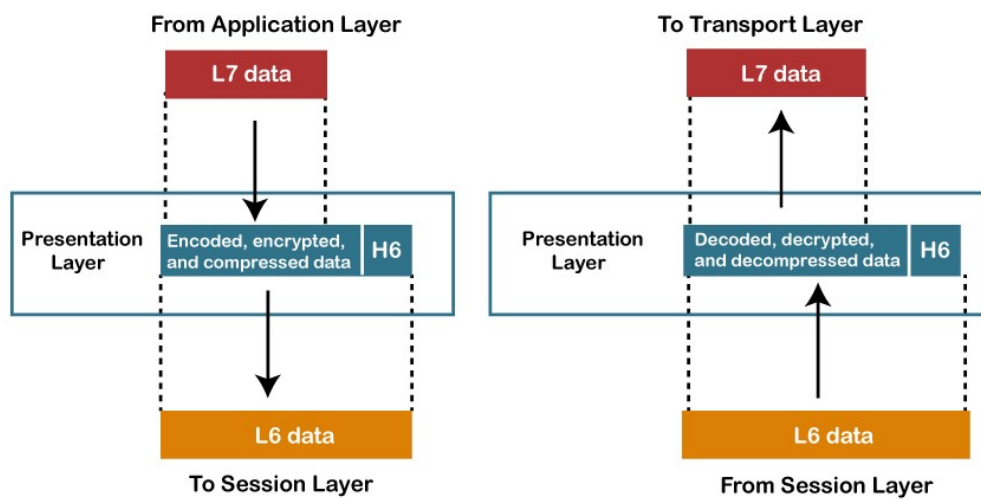 From Application Layer
L7 data
Presentation
Layer
Encoded, encrypted,
and compressed data
H6
L6 data
To Session Layer
To Transport Layer
L7 data
Presentation
Layer
Decoded, decrypted,
and decompressed data
H6
L6 data
From Session Layer